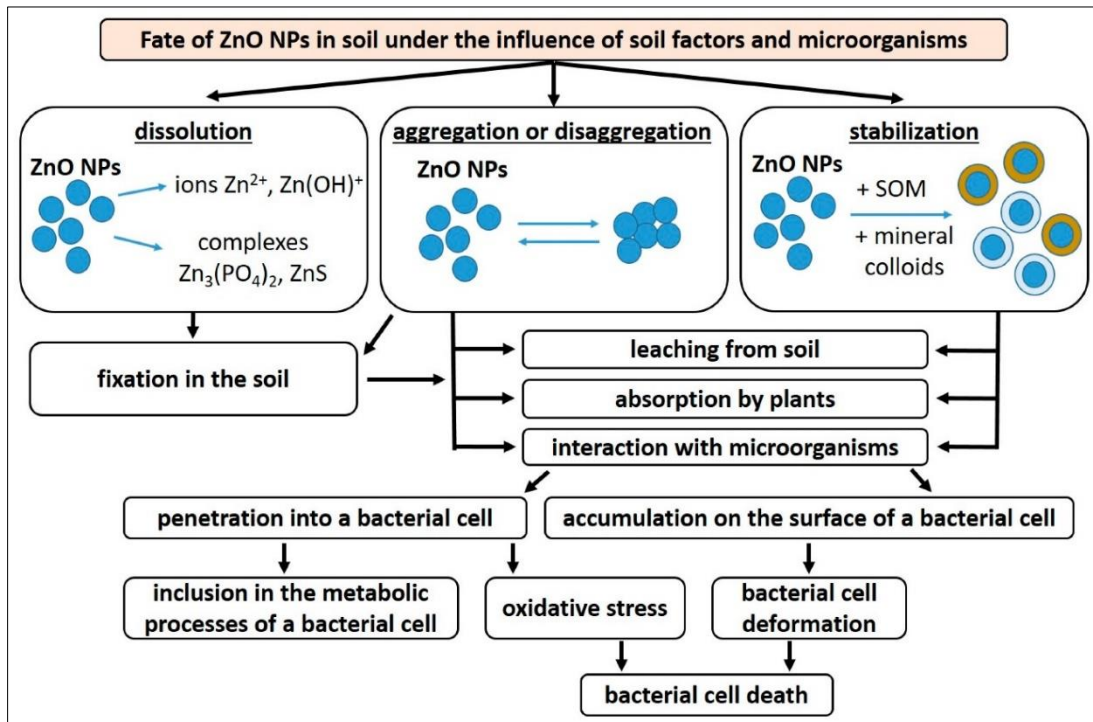 Fate of ZnO NPs in soil under the influence of soil factors and microorganisms
dissolution
ZnO NPs
ions Zn²⁺, Zn(OH)⁺
complexes
Zn₃(PO₄)₂, ZnS
aggregation or disaggregation
ZnO NPs
stabilization
ZnO NPs
+ SOM
+ mineral
colloids
fixation in the soil
leaching from soil
absorption by plants
interaction with microorganisms
penetration into a bacterial cell
accumulation on the surface of a bacterial cell
inclusion in the metabolic
processes of a bacterial cell
oxidative stress
bacterial cell
deformation
bacterial cell death